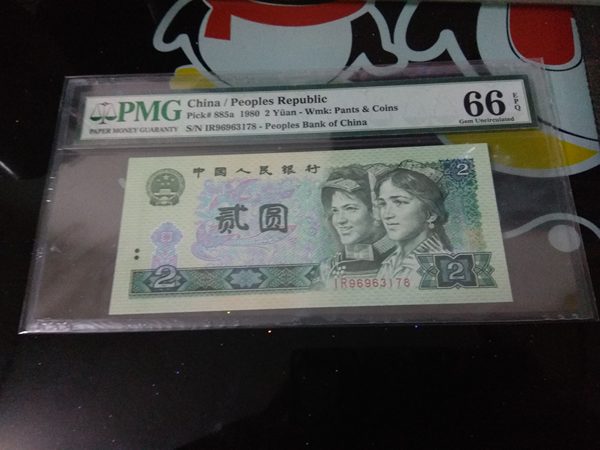 PMG
PAPER MONEY GUARANTY
China / Peoples Republic
Pick# 885a 1980 2 Yüan - Wmk: Pants & Coins
S/N IR96963178 - Peoples Bank of China
66 EPQ
Gem Uncirculated
中国人民银行
2
贰圆
2
2
IR96963178